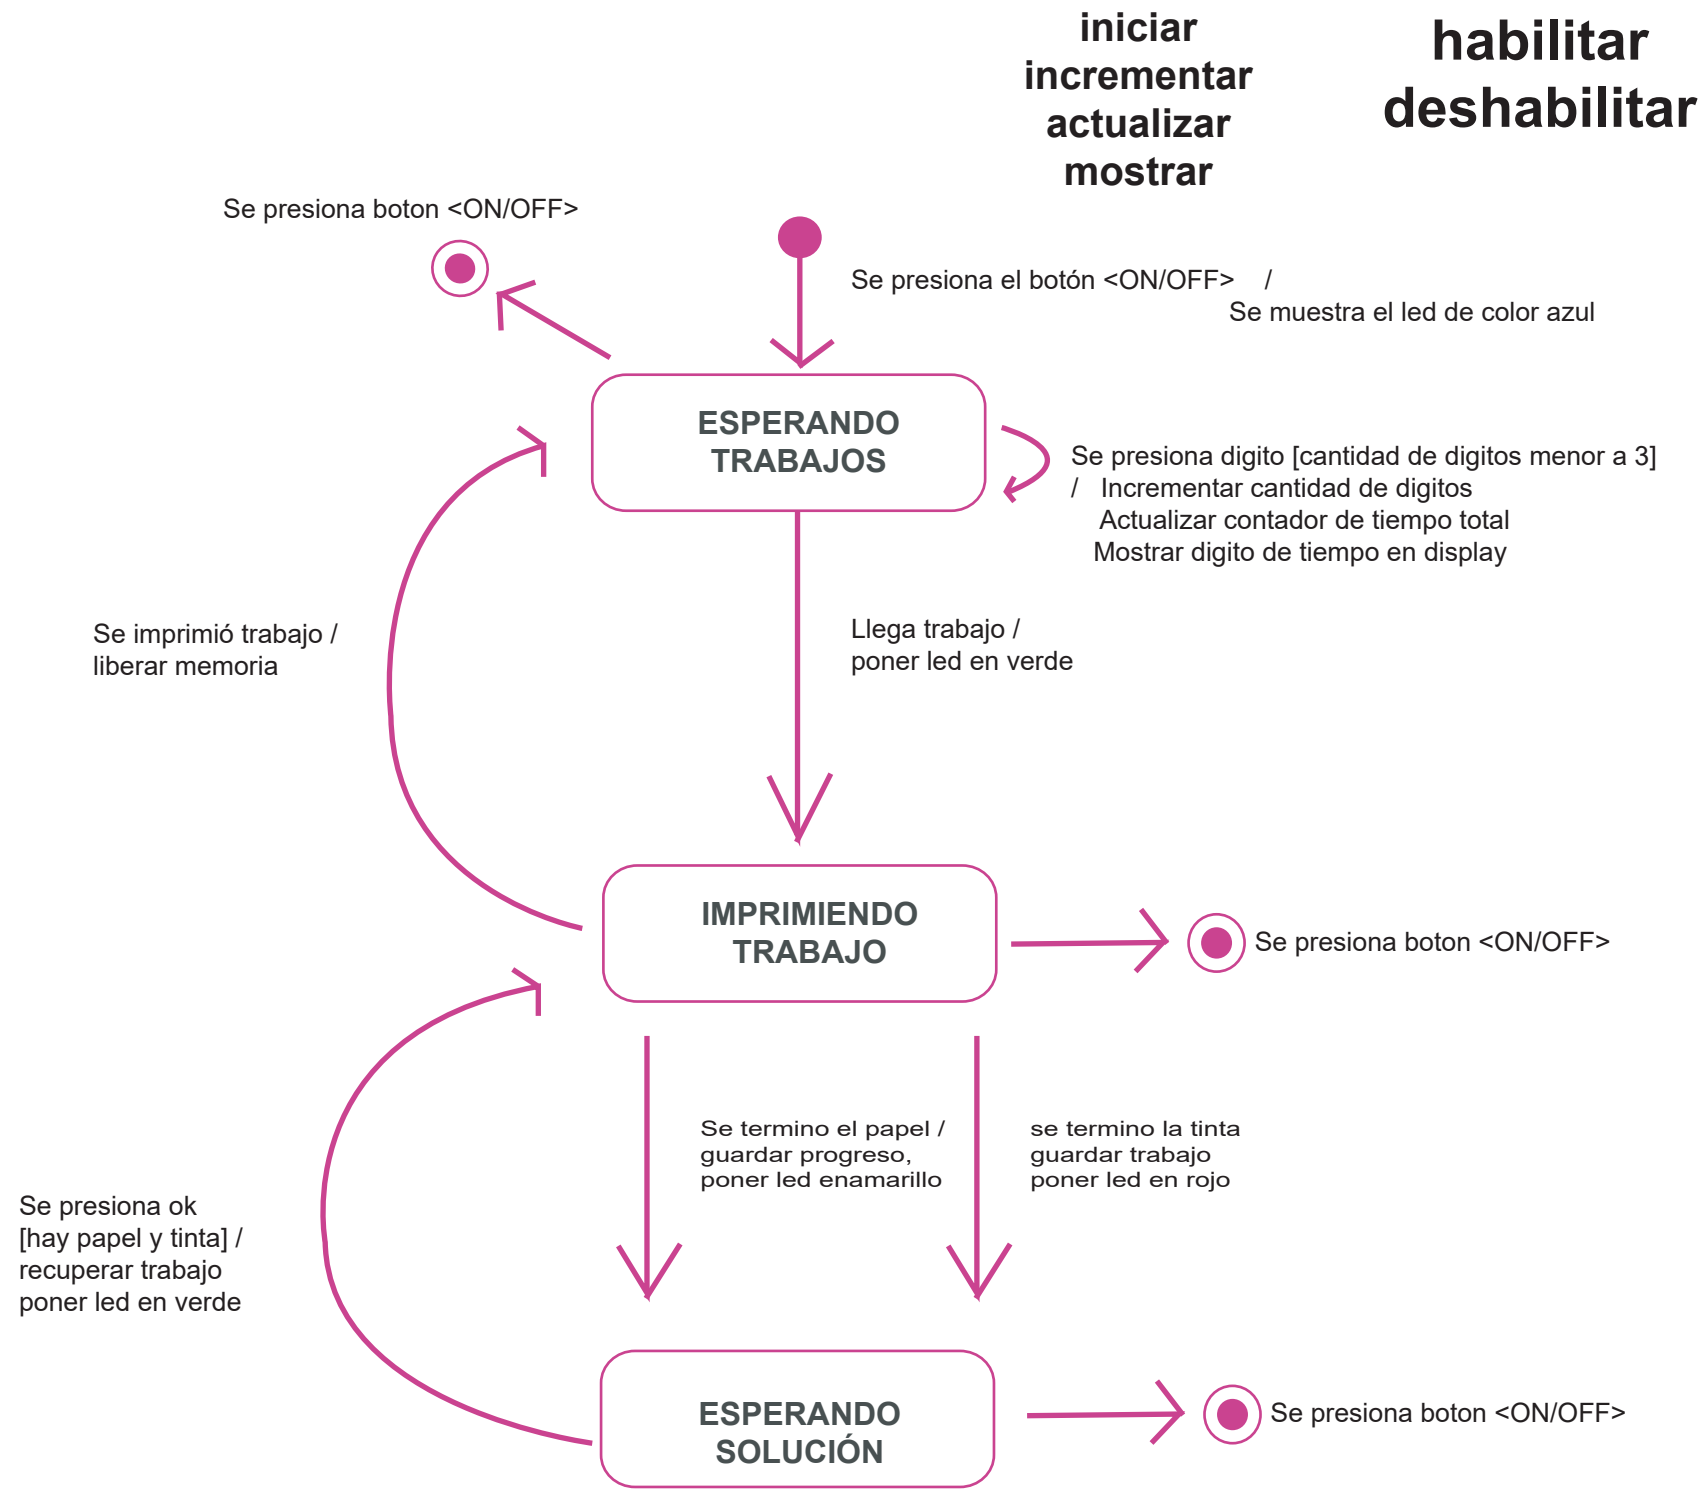 iniciar
incrementar
actualizar
mostrar
habilitar
deshabilitar
Se presiona boton <ON/OFF>
Se presiona el botón <ON/OFF> /
Se muestra el led de color azul
ESPERANDO
TRABAJOS
Se presiona digito [cantidad de digitos menor a 3]
/ Incrementar cantidad de digitos
Actualizar contador de tiempo total
Mostrar digito de tiempo en display
Se imprimió trabajo /
liberar memoria
Llega trabajo /
poner led en verde
IMPRIMIENDO
TRABAJO
Se presiona boton <ON/OFF>
Se termino el papel /
guardar progreso,
poner led enamarillo
se termino la tinta
guardar trabajo
poner led en rojo
Se presiona ok
[hay papel y tinta] /
recuperar trabajo
poner led en verde
ESPERANDO
SOLUCIÓN
Se presiona boton <ON/OFF>